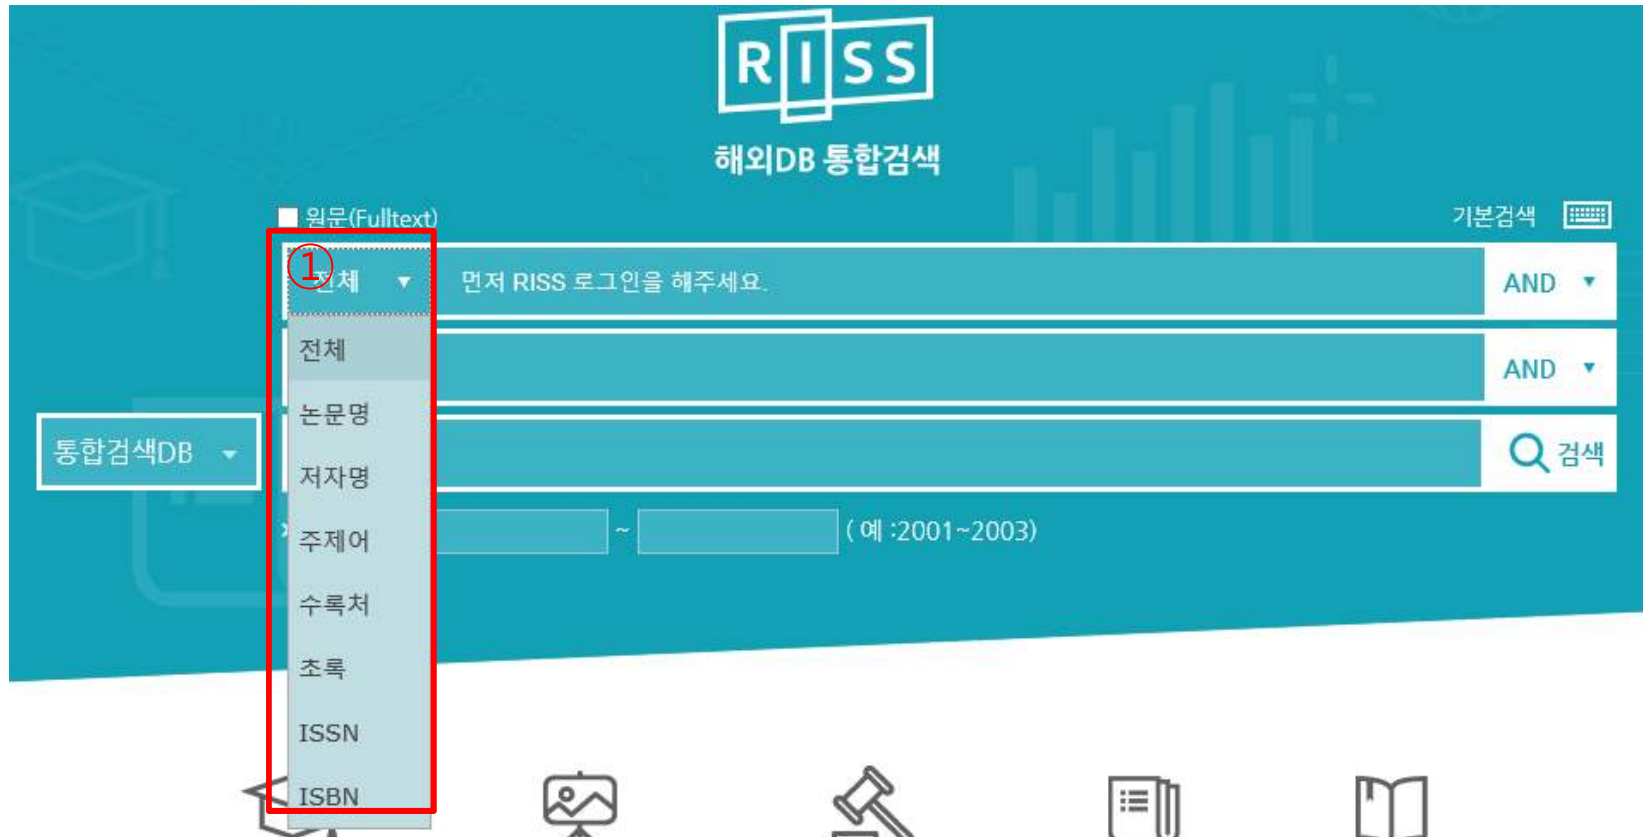 RISS
해외DB 통합검색
원문(Fulltext)
기본검색
①
전체 ▼
먼저 RISS 로그인을 해주세요.
AND ▼
전체
AND ▼
논문명
통합검색DB
저자명
검색
주제어
~
( 예 :2001~2003)
수록처
초록
ISSN
ISBN